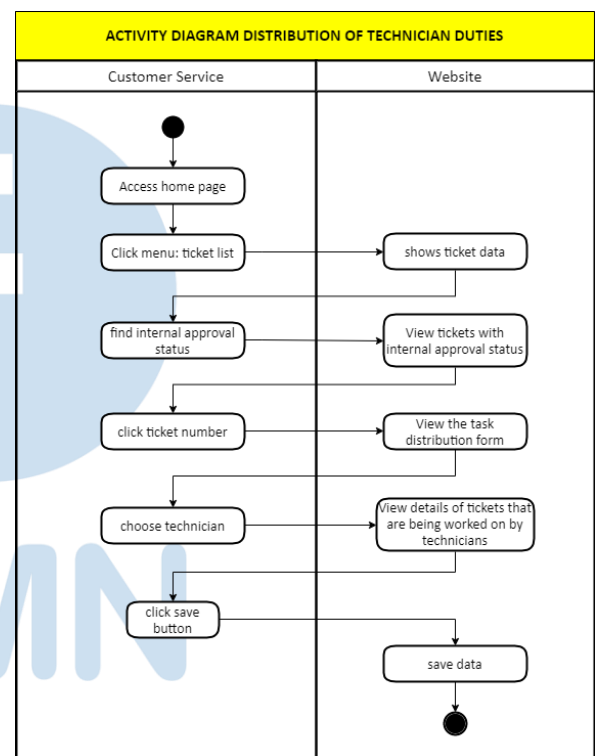 ACTIVITY DIAGRAM DISTRIBUTION OF TECHNICIAN DUTIES
Customer Service
Website
Access home page
Click menu: ticket list
shows ticket data
find internal approval
status
View tickets with
internal approval status
click ticket number
View the task
distribution form
choose technician
View details of tickets that
are being worked on by
technicians
click save
button
save data